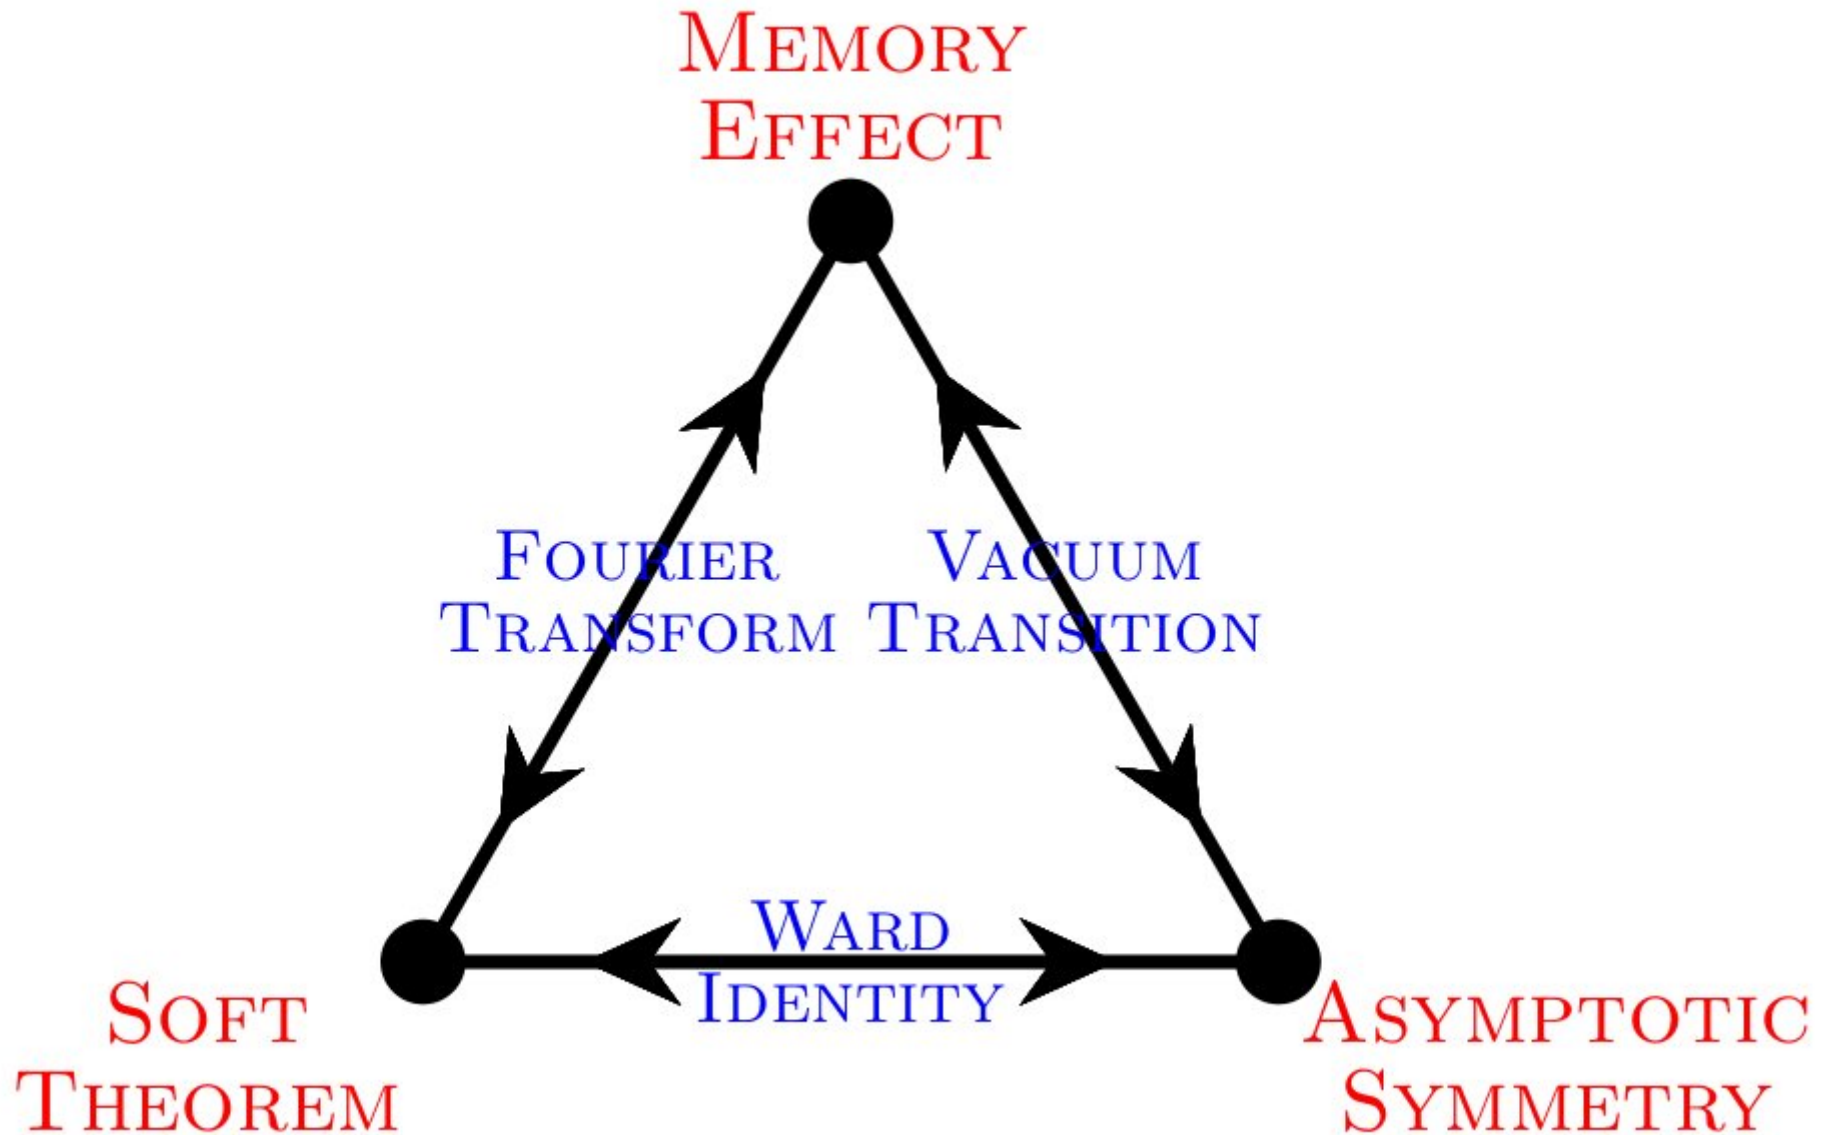 MEMORY
EFFECT
FOURIER
TRANSFORM
VACUUM
TRANSITION
WARD
IDENTITY
SOFT
THEOREM
ASYMPTOTIC
SYMMETRY